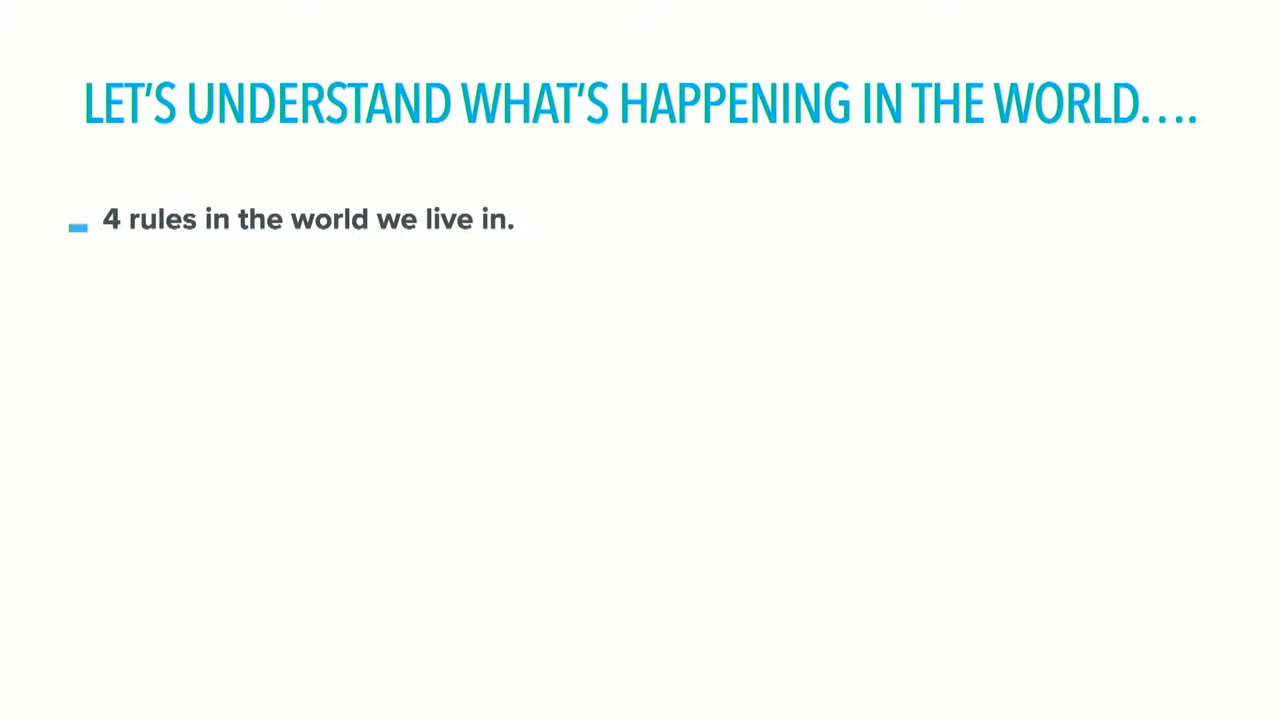 LET’S UNDERSTAND WHAT’S HAPPENING IN THE WORLD….
4 rules in the world we live in.